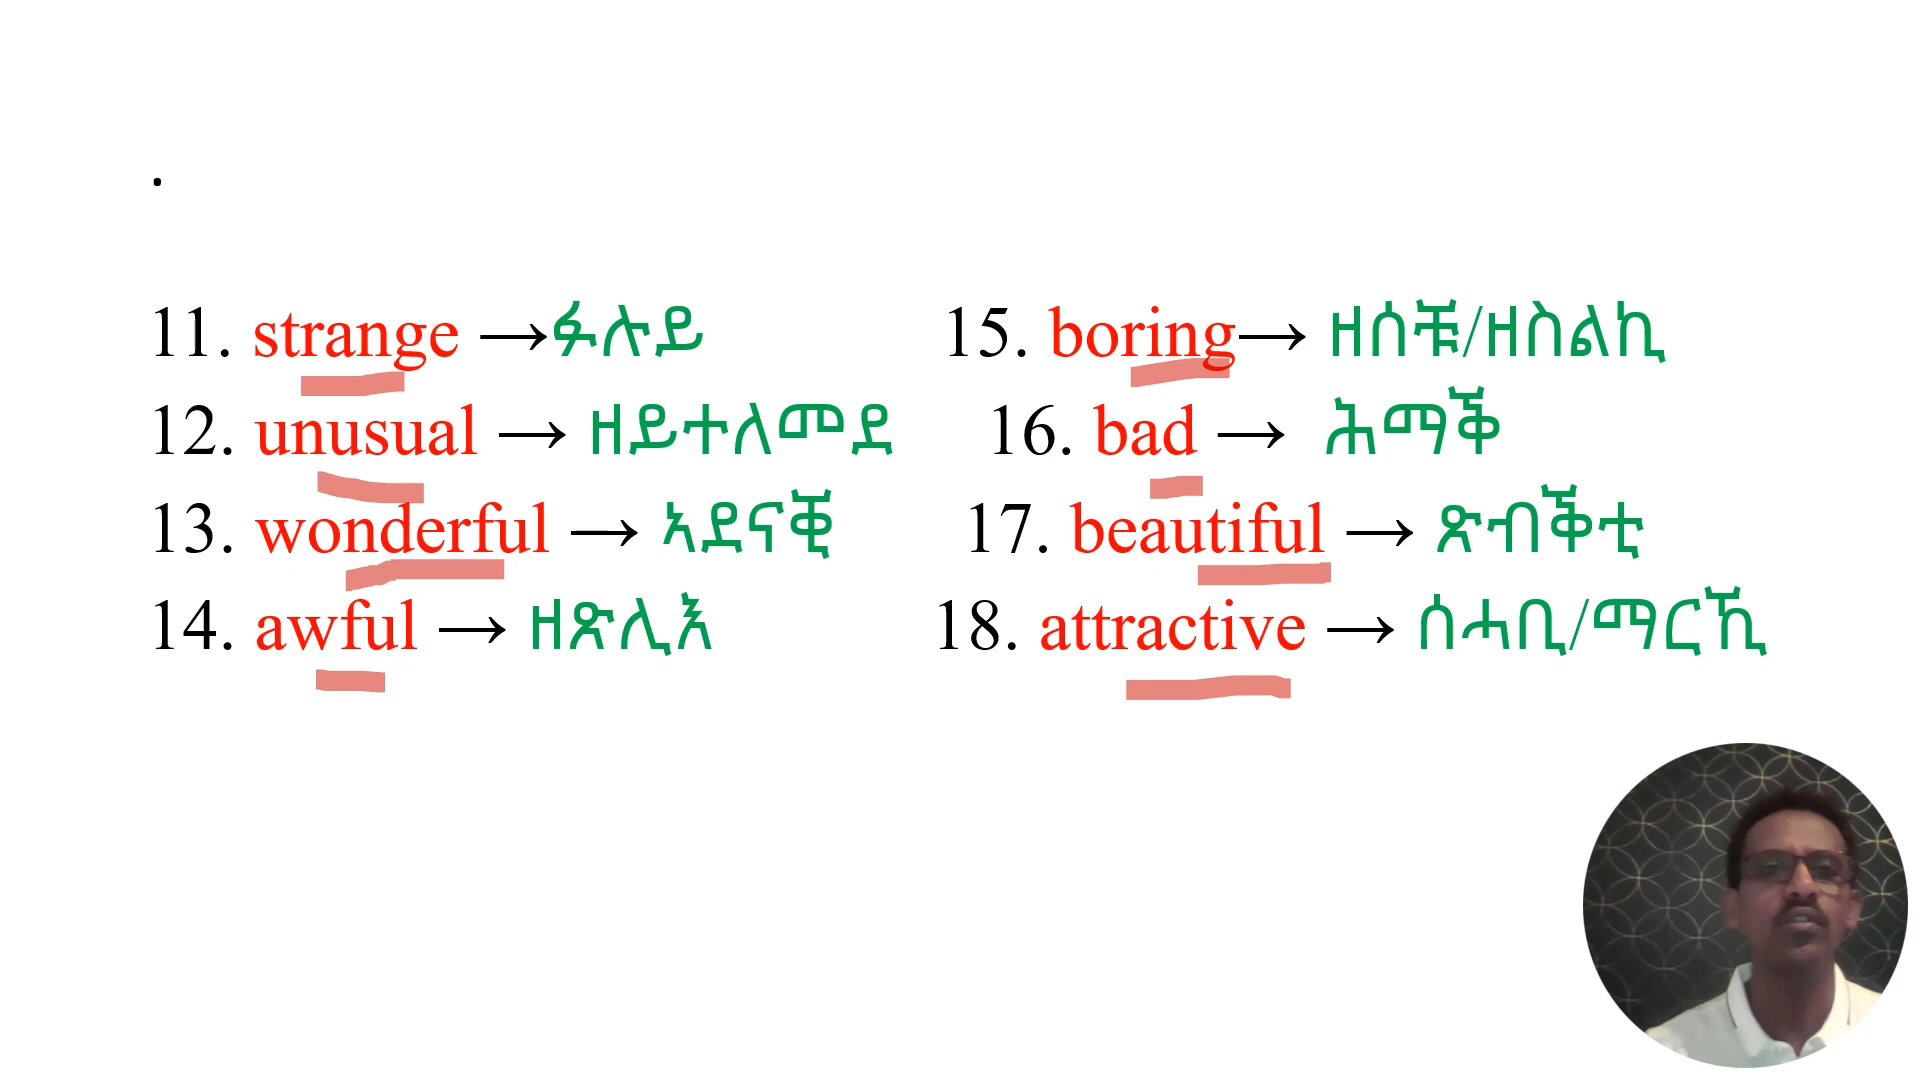 .
11. strange →ፉሉይ
12. unusual → ዘይተለመደ
13. wonderful → ኣደናቒ
14. awful → ዘጽሊእ
15. boring→ ዘሰቹ/ዘስልኪ
16. bad → ሕማቕ
17. beautiful → ጽብቕቲ
18. attractive → ሰሓቢ/ማርኺ